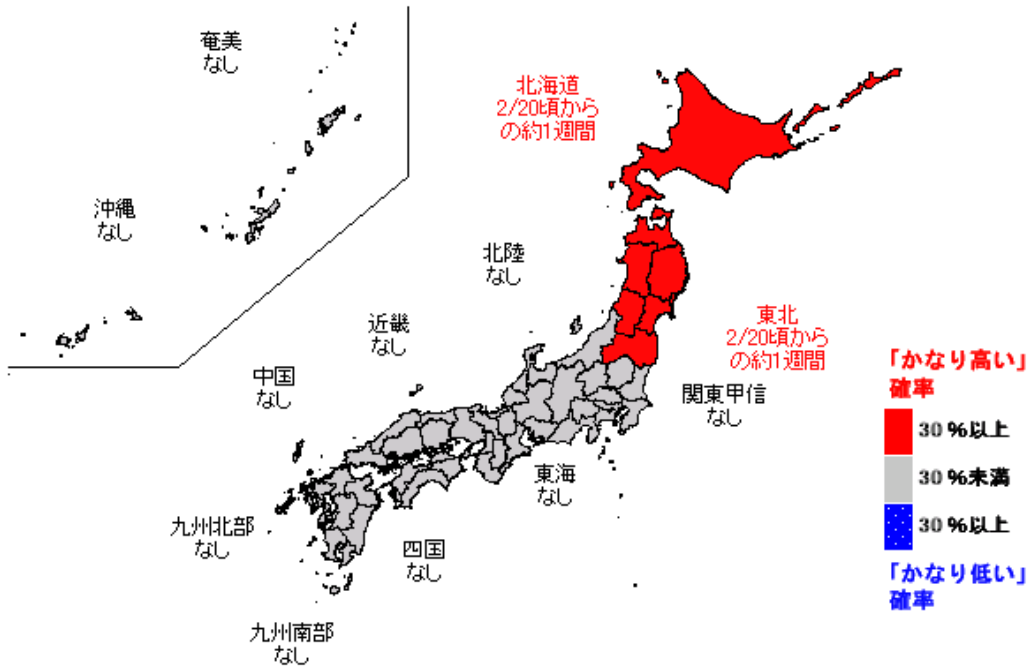 奄美
なし
沖縄
なし
北海道
2/20頃から
の約1週間
北陸
なし
東北
2/20頃から
の約1週間
近畿
なし
中国
なし
関東甲信
なし
東海
なし
九州北部
なし
四国
なし
九州南部
なし
「かなり高い」
確率
30%以上
30%未満
30%以上
「かなり低い」
確率